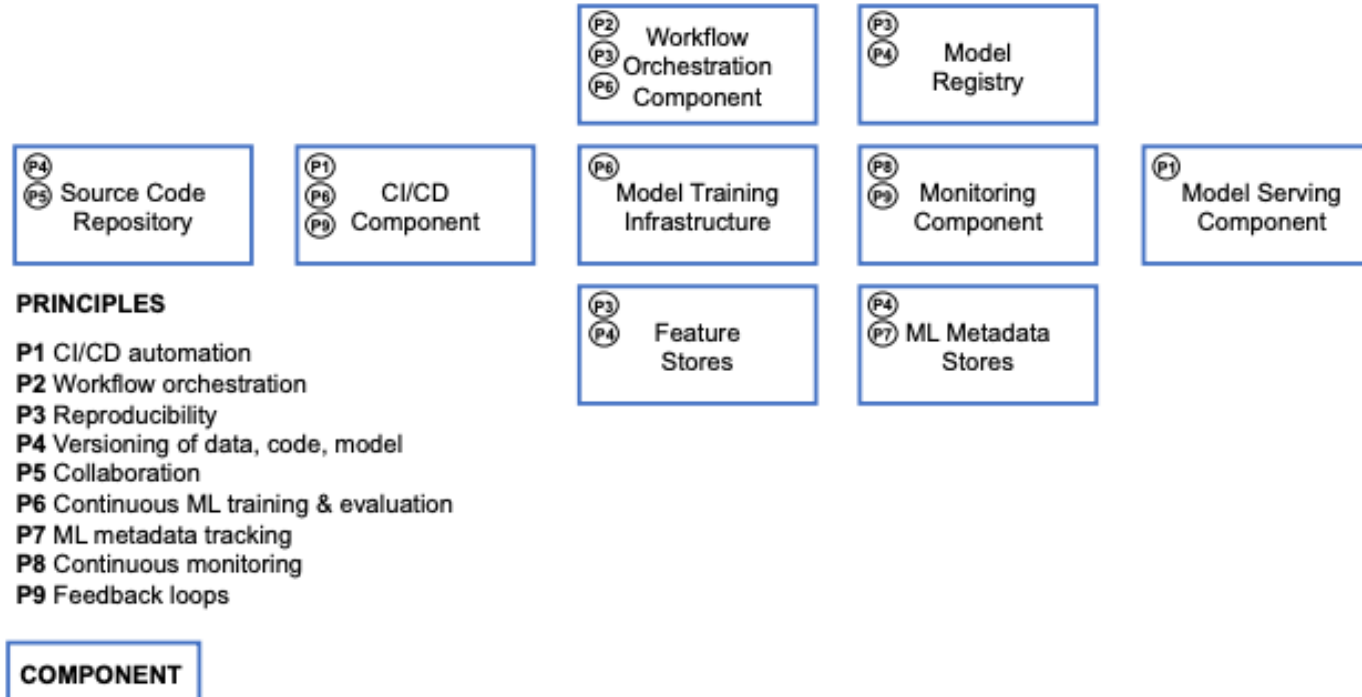 P2
Workflow
P3
Orchestration
P6
Component
P3
P4
Model
Registry
P4
P5
Source Code
Repository
P1
P6
P9
CI/CD
Component
P6
Model Training
Infrastructure
P8
P9
Monitoring
Component
P1
Model Serving
Component
PRINCIPLES
P1 CI/CD automation
P2 Workflow orchestration
P3 Reproducibility
P4 Versioning of data, code, model
P5 Collaboration
P6 Continuous ML training & evaluation
P7 ML metadata tracking
P8 Continuous monitoring
P9 Feedback loops
P3
P4
Feature
Stores
P4
P7
ML Metadata
Stores
COMPONENT